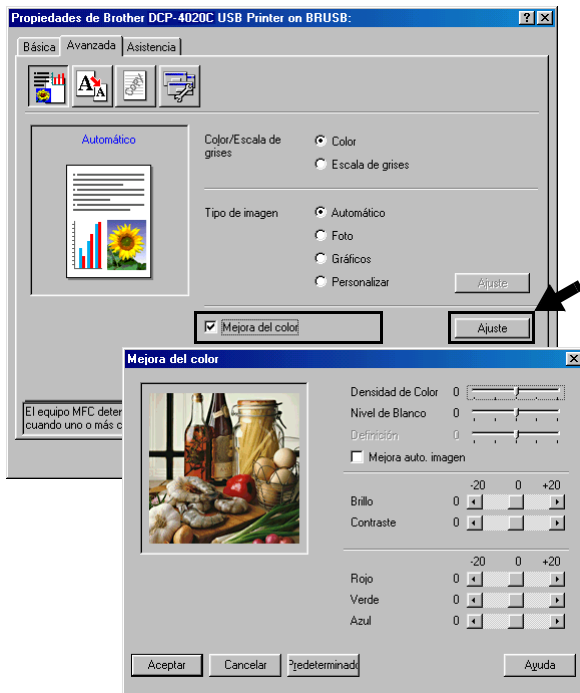 Propiedades de Brother DCP-4020C USB Printer on BRUSB:
Básica Avanzada Asistencia
Automático
Color/Escala de grises
Color
Escala de grises
Tipo de imagen
Automático
Foto
Gráficos
Personalizar
Ajuste
Mejora del color
Ajuste
El equipo MFC deter
cuando uno o más c
Mejora del color
Densidad de Color 0
Nivel de Blanco 0
Definición 0
Mejora auto. imagen
-20 0 +20
Brillo 0
Contraste 0
-20 0 +20
Rojo 0
Verde 0
Azul 0
Aceptar Cancelar Predeterminado Ayuda